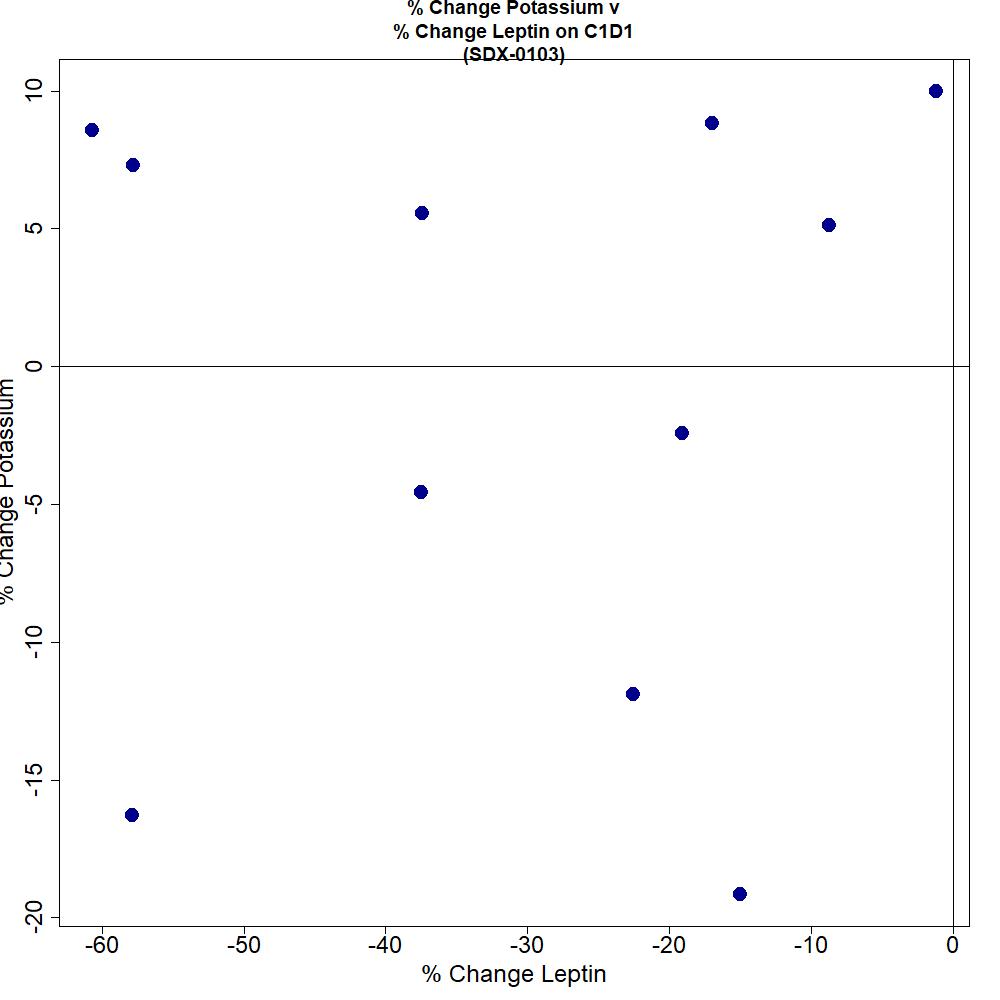 % Change Potassium v
% Change Leptin on C1D1
(SDX-0103)
10
5
0
-5
-10
-15
-20
% Change Potassium
-60
-50
-40
-30
-20
-10
0
% Change Leptin